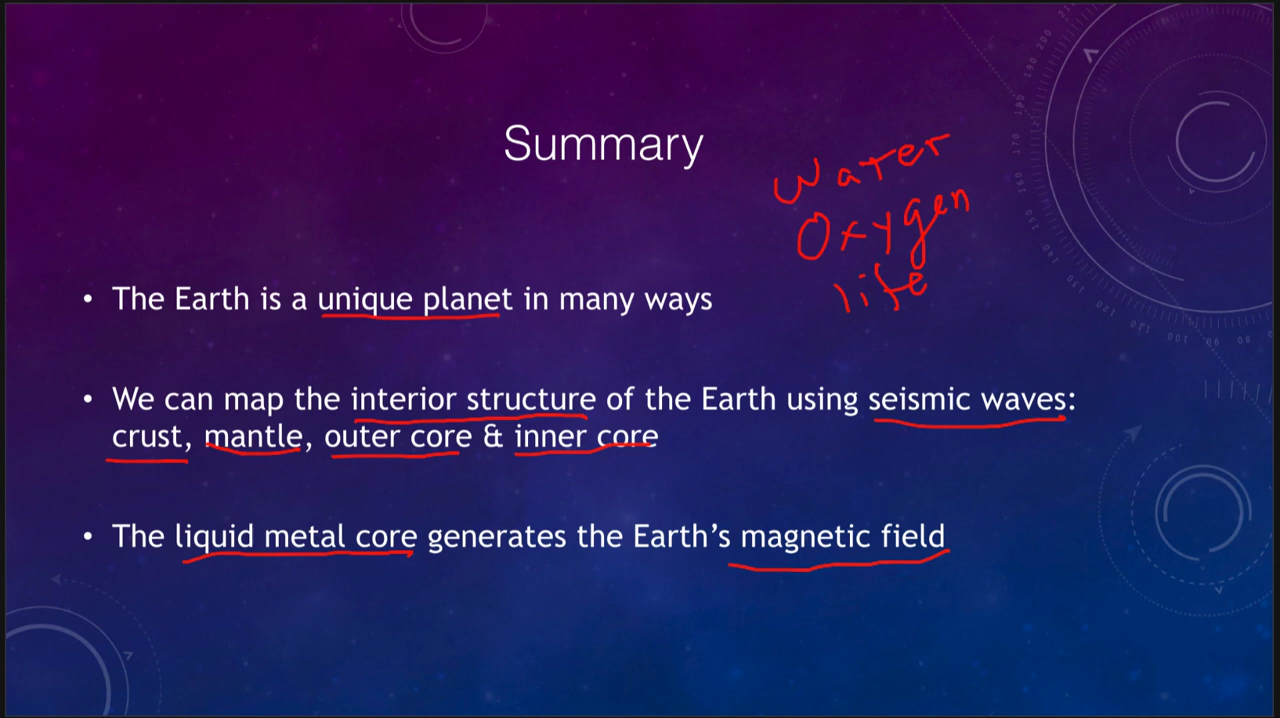 Summary
Water
Oxygen
life
• The Earth is a unique planet in many ways
• We can map the interior structure of the Earth using seismic waves:
crust, mantle, outer core & inner core
• The liquid metal core generates the Earth's magnetic field